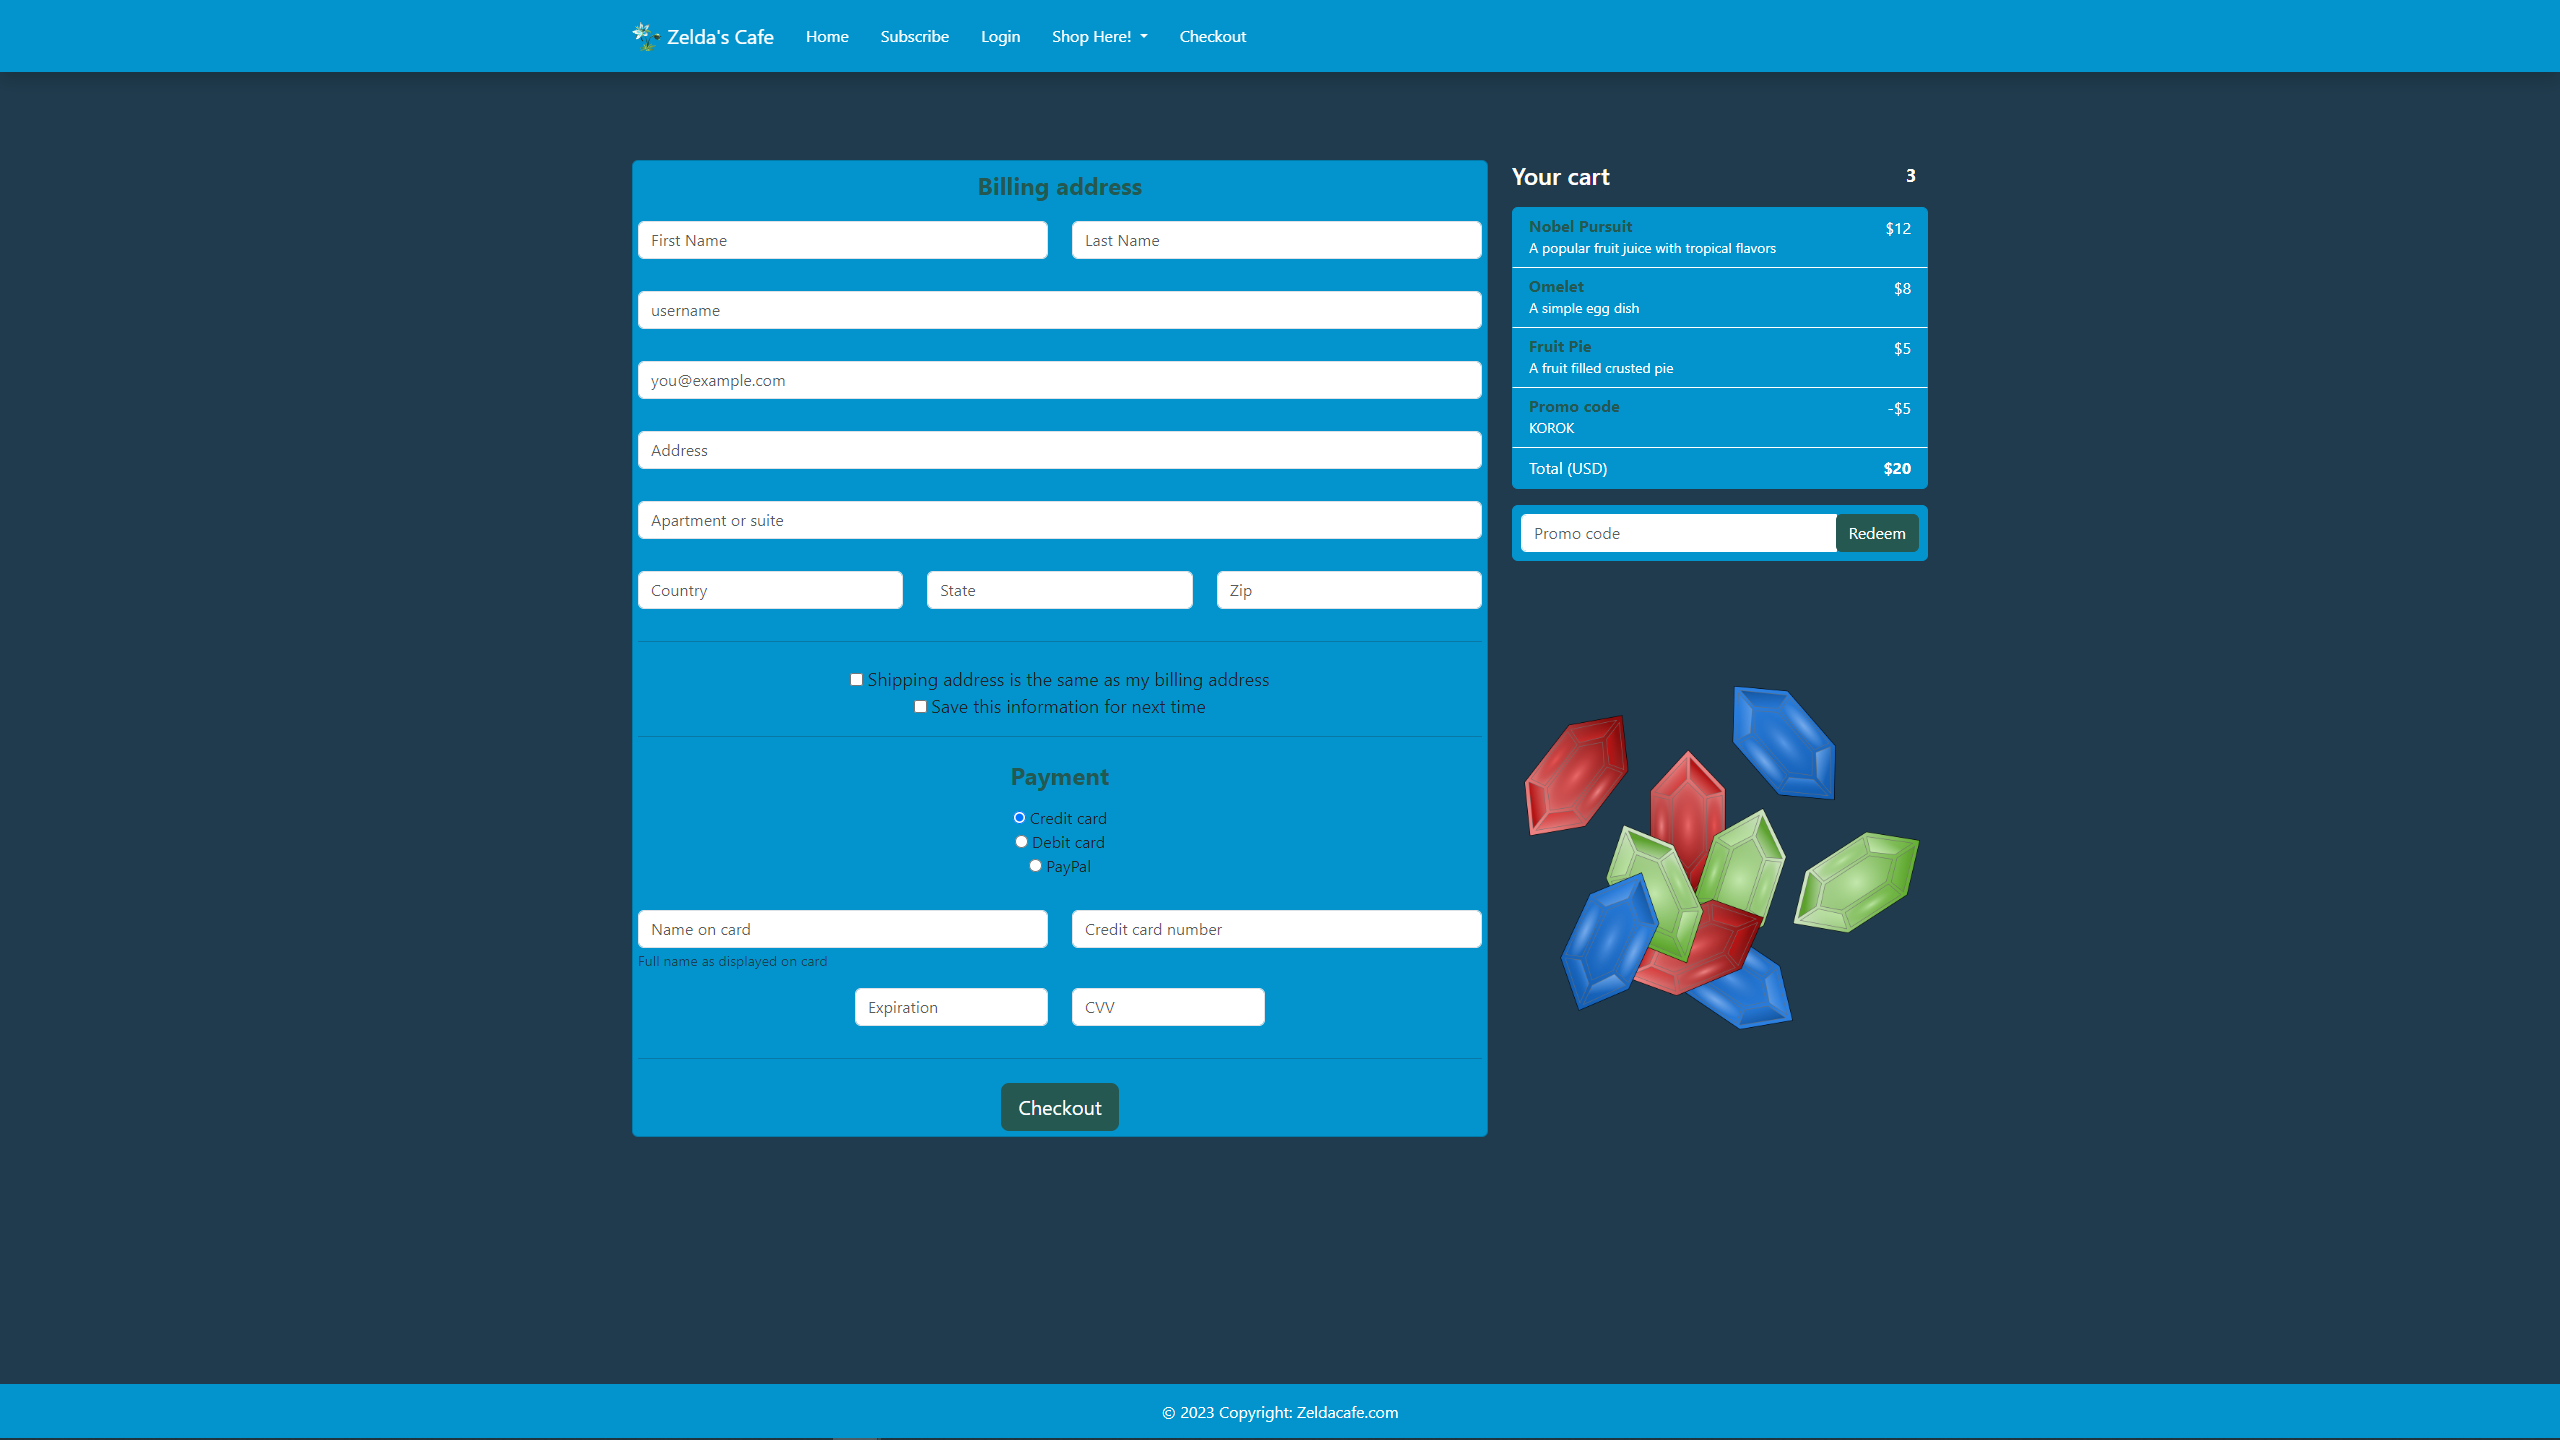 Zelda's Cafe Home Subscribe Login Shop Here! Checkout
Billing address
First Name Last Name
username
you@example.com
Address
Apartment or suite
Country State Zip
Shipping address is the same as my billing address
Save this information for next time
Payment
Credit card
Debit card
PayPal
Name on card Credit card number
Full name as displayed on card
Expiration CVV
Checkout
Your cart 3
Nobel Pursuit $12
A popular fruit juice with tropical flavors
Omelet $8
A simple egg dish
Fruit Pie $5
A fruit filled crusted pie
Promo code -$5
KOROK
Total (USD) $20
Promo code Redeem
© 2023 Copyright: Zeldacafe.com